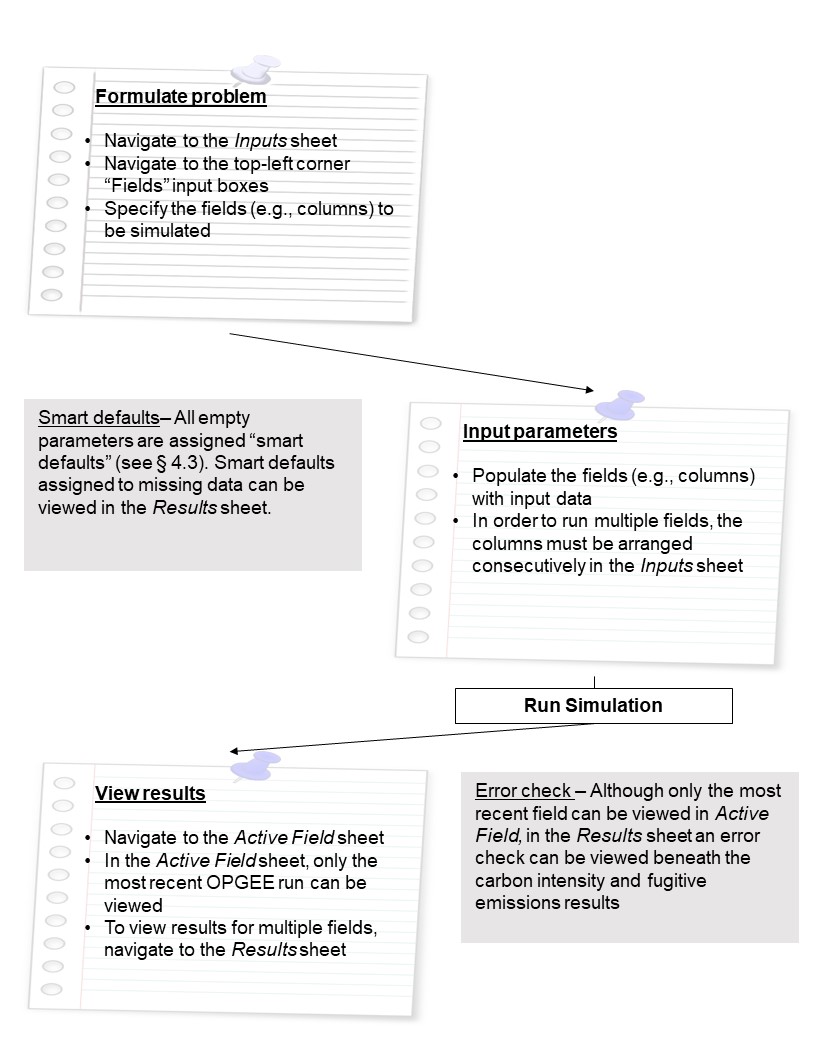 Formulate problem
• Navigate to the Inputs sheet
• Navigate to the top-left corner
“Fields” input boxes
• Specify the fields (e.g., columns) to
be simulated
Smart defaults– All empty
parameters are assigned “smart
defaults” (see § 4.3). Smart defaults
assigned to missing data can be
viewed in the Results sheet.
Input parameters
• Populate the fields (e.g., columns)
with input data
• In order to run multiple fields, the
columns must be arranged
consecutively in the Inputs sheet
Run Simulation
View results
• Navigate to the Active Field sheet
• In the Active Field sheet, only the
most recent OPGEE run can be
viewed
• To view results for multiple fields,
navigate to the Results sheet
Error check – Although only the most
recent field can be viewed in Active
Field, in the Results sheet an error
check can be viewed beneath the
carbon intensity and fugitive
emissions results